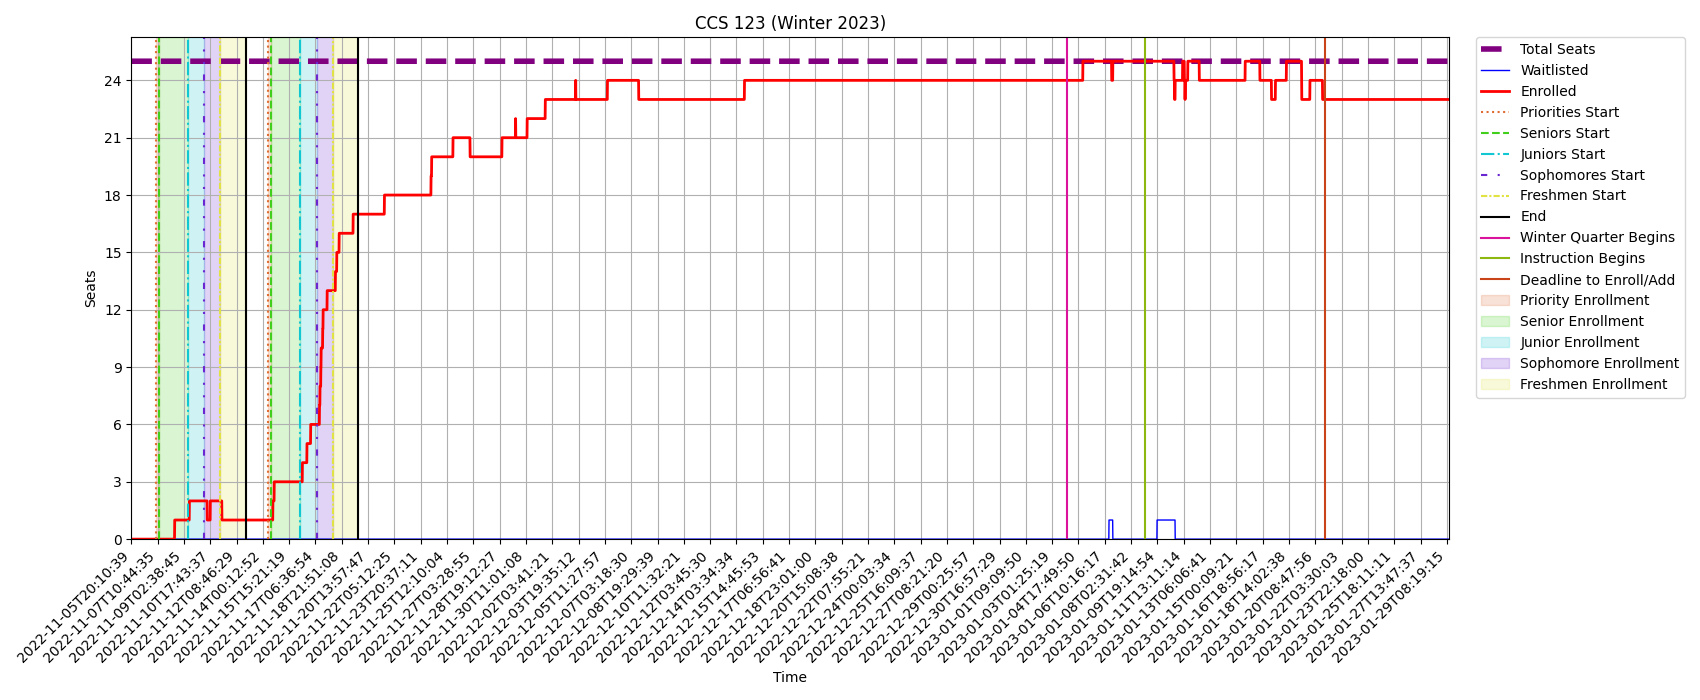 CCS 123 (Winter 2023)
Seats
24
21
18
15
12
9
6
3
0
2022-11-05T20:10:39
2022-11-07T10:44:35
2022-11-09T02:38:45
2022-11-10T17:43:37
2022-11-12T08:46:29
2022-11-14T00:12:52
2022-11-15T15:21:19
2022-11-17T06:36:54
2022-11-18T21:51:08
2022-11-20T13:57:47
2022-11-22T05:12:25
2022-11-23T20:37:11
2022-11-25T12:10:04
2022-11-27T03:28:55
2022-11-28T19:12:27
2022-11-30T11:01:08
2022-12-02T03:41:21
2022-12-03T19:35:12
2022-12-05T11:27:57
2022-12-07T03:18:30
2022-12-08T19:29:39
2022-12-10T11:32:21
2022-12-12T03:45:30
2022-12-14T03:34:34
2022-12-15T14:45:53
2022-12-17T06:56:41
2022-12-18T23:01:00
2022-12-20T15:08:38
2022-12-22T07:55:21
2022-12-24T00:03:34
2022-12-25T16:09:37
2022-12-27T08:21:20
2022-12-29T00:25:57
2022-12-30T16:57:29
2023-01-01T09:09:50
2023-01-03T01:25:19
2023-01-04T17:49:50
2023-01-06T10:16:17
2023-01-08T02:31:42
2023-01-09T19:14:54
2023-01-11T13:11:14
2023-01-13T06:06:41
2023-01-15T00:09:21
2023-01-16T18:56:17
2023-01-18T14:02:38
2023-01-20T08:47:56
2023-01-22T03:30:03
2023-01-23T22:18:00
2023-01-25T18:11:11
2023-01-27T13:47:37
2023-01-29T08:19:15
Time
Total Seats
Waitlisted
Enrolled
Priorities Start
Seniors Start
Juniors Start
Sophomores Start
Freshmen Start
End
Winter Quarter Begins
Instruction Begins
Deadline to Enroll/Add
Priority Enrollment
Senior Enrollment
Junior Enrollment
Sophomore Enrollment
Freshmen Enrollment